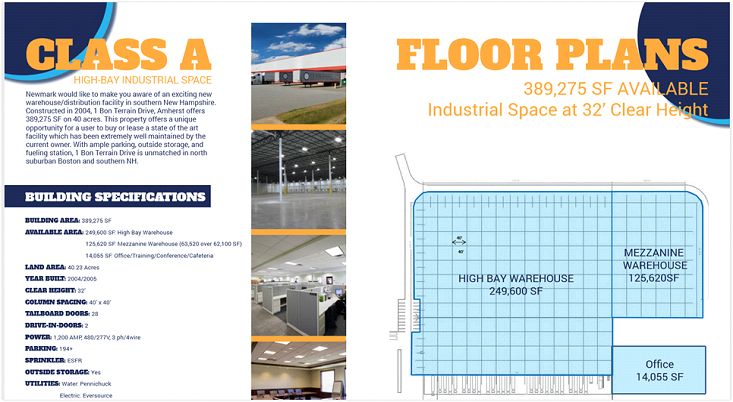 CLASS A
HIGH-BAY INDUSTRIAL SPACE
Newmark would like to make you aware of an exciting new
warehouse/distribution facility in southern New Hampshire.
Constructed in 2004, 1 Bon Terrain Drive, Amherst offers
389,275 SF on 40 acres. This property offers a unique
opportunity for a user to buy or lease a state of the art
facility which has been extremely well maintained by the
current owner. With ample parking, outside storage, and
fueling station, 1 Bon Terrain Drive is unmatched in north
suburban Boston and southern NH.
BUILDING SPECIFICATIONS
BUILDING AREA: 389,275 SF
AVAILABLE AREA: 249,600 SF: High Bay Warehouse
125,620 SF: Mezzanine Warehouse (63,520 over 62,100 SF)
14,055 SF: Office/Training/Conference/Cafeteria
LAND AREA: 40.23 Acres
YEAR BUILT: 2004/2005
CLEAR HEIGHT: 32'
COLUMN SPACING: 40' x 40'
TAILBOARD DOORS: 28
DRIVE-IN-DOORS: 2
POWER: 1,200 AMP, 480/277V, 3 ph/4wire
PARKING: 194+
SPRINKLER: ESFR
OUTSIDE STORAGE: Yes
UTILITIES: Water: Pennichuck
Electric: Eversource
FLOOR PLANS
389,275 SF AVAILABLE
Industrial Space at 32' Clear Height
40'
40'
HIGH BAY WAREHOUSE
249,600 SF
MEZZANINE
WAREHOUSE
125,620SF
Office
14,055 SF